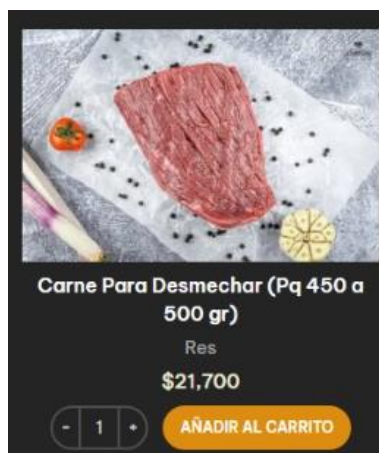 Carne Para Desmechar (Pq 450 a
500 gr)
Res
$21,700
- 1 +
AÑADIR AL CARRITO